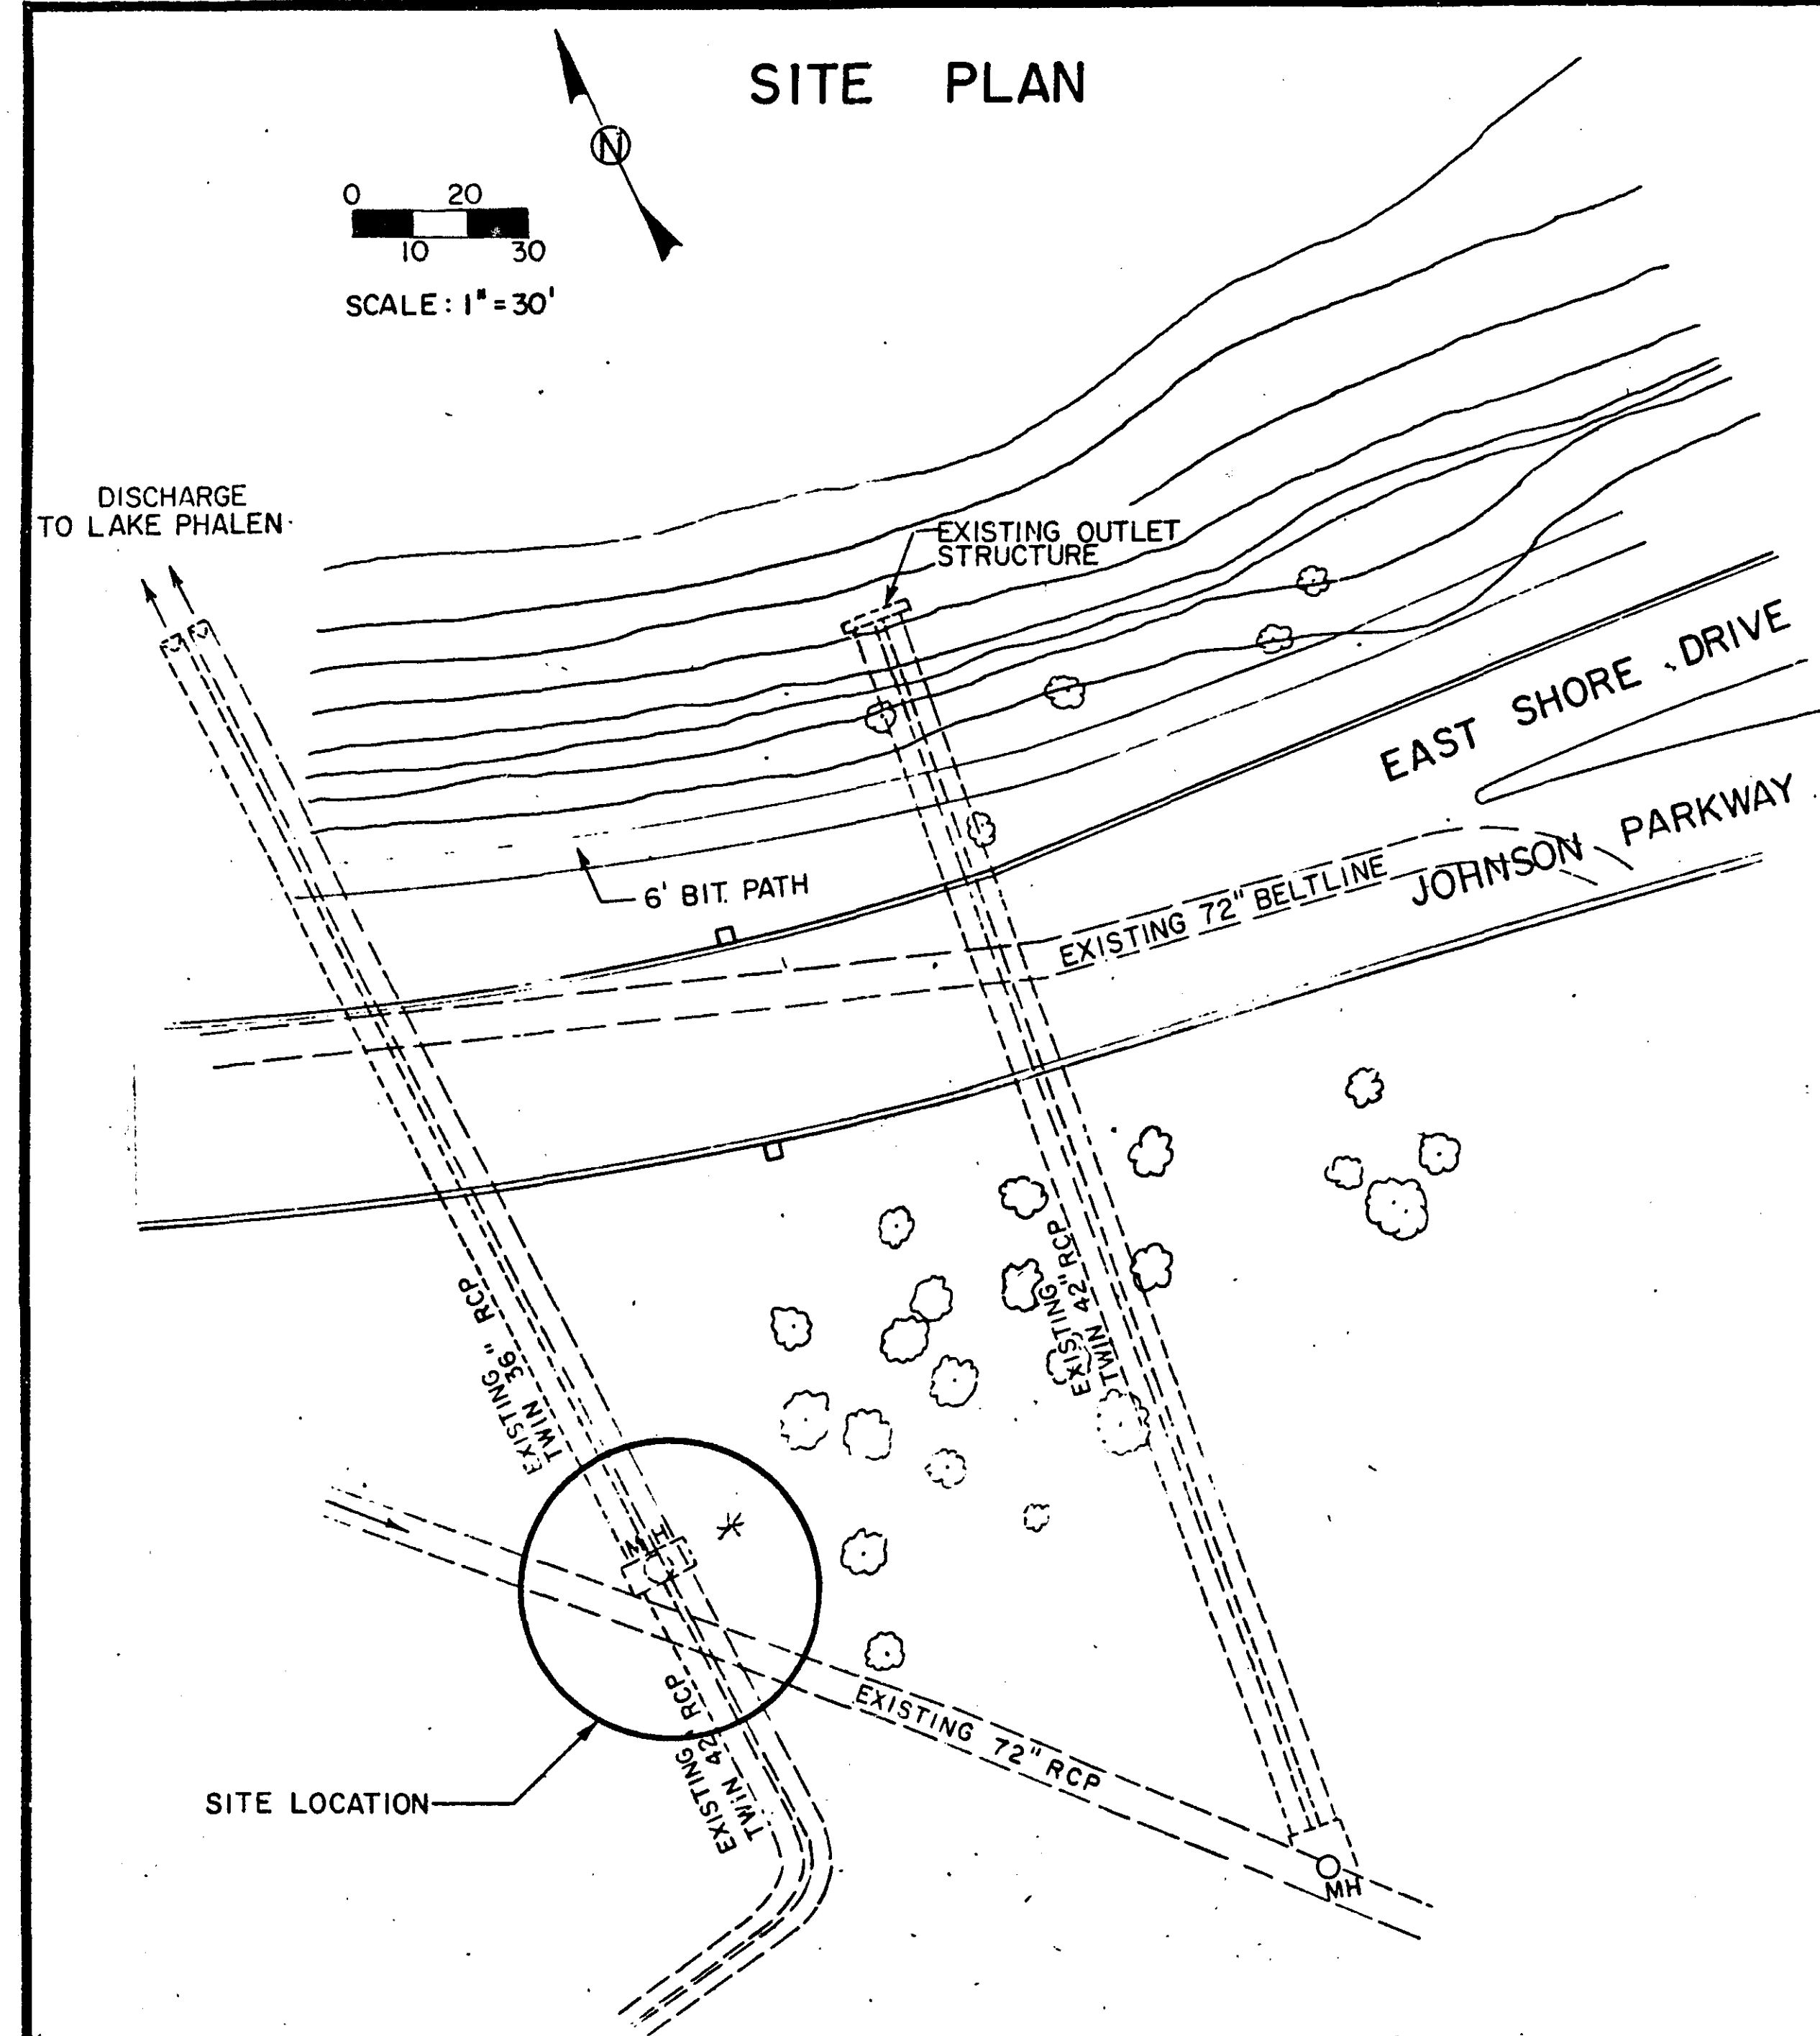 SITE PLAN
N
0 20
10 30
SCALE: 1" = 30'
DISCHARGE
TO LAKE PHALEN
EXISTING OUTLET
STRUCTURE
EAST SHORE DRIVE
JOHNSON PARKWAY
6' BIT. PATH
EXISTING 72" BELTLINE
EXISTING
TWIN 36" RCP
EXISTING
TWIN 42" RCP
MH
EXISTING
TWIN 42" RCP
EXISTING 72" RCP
SITE LOCATION
MH